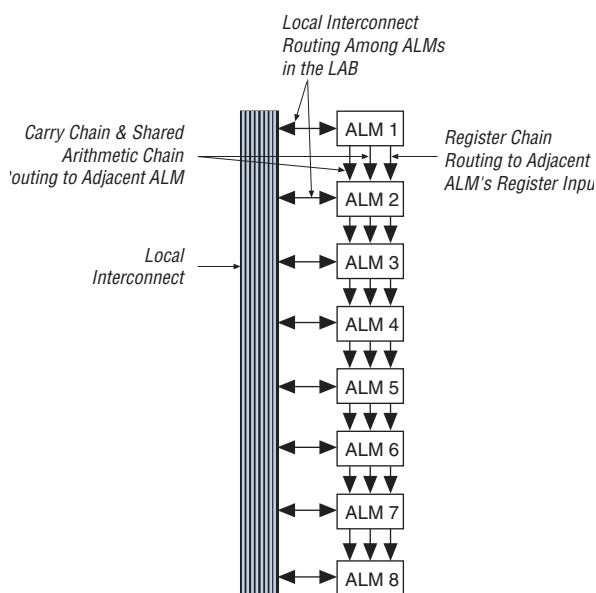 Local Interconnect
Routing Among ALMs
in the LAB
Carry Chain & Shared
Arithmetic Chain
Routing to Adjacent ALM
Register Chain
Routing to Adjacent
ALM's Register Inpu
Local
Interconnect
ALM 1
ALM 2
ALM 3
ALM 4
ALM 5
ALM 6
ALM 7
ALM 8